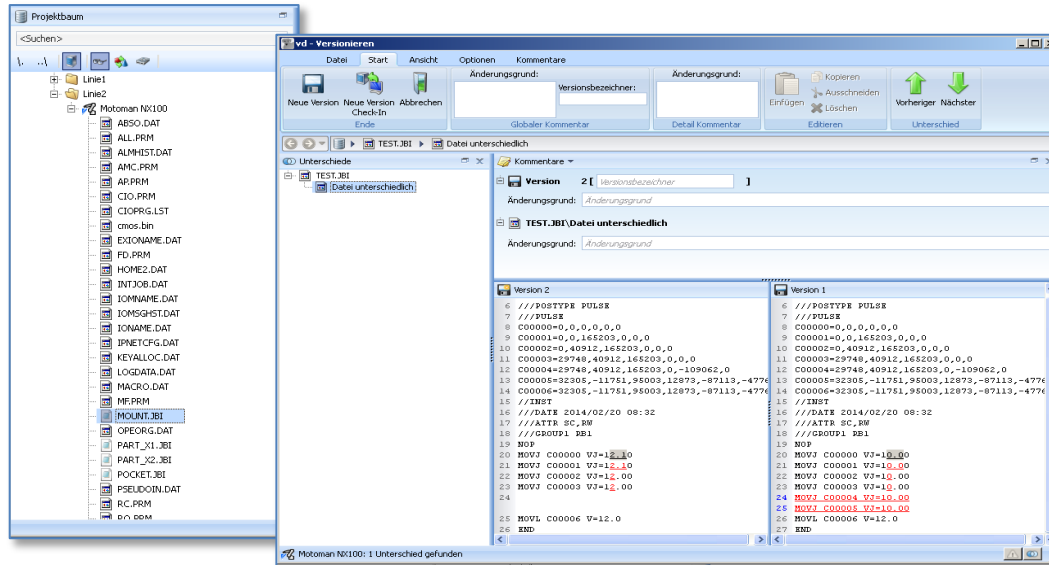 Projektbaum
<Suchen>
\. ..\
Linie1
Linie2
Motoman NX100
ABSO.DAT
ALL.PRM
ALMHIST.DAT
AMC.PRM
AP.PRM
CIO.PRM
CIOPRG.LST
cmos.bin
EXIONAME.DAT
FD.PRM
HOME2.DAT
INTJOB.DAT
IOMNAME.DAT
IOMSGHST.DAT
IONAME.DAT
IPNETCFG.DAT
KEYALLOC.DAT
LOGDATA.DAT
MACRO.DAT
MF.PRM
MOUNT.JBI
OPEORG.DAT
PART_X1.JBI
PART_X2.JBI
POCKET.JBI
PSEUDOIN.DAT
RC.PRM
RO.PRM
vd - Versionieren
Datei Start Ansicht Optionen Kommentare
Neue Version Neue Version Check-In Abbrechen
Ende
Änderungsgrund:
Versionsbezeichner:
Globaler Kommentar
Änderungsgrund:
Detail Kommentar
Einfügen
Kopieren
Ausschneiden
Löschen
Editieren
Vorheriger Nächster
Unterschied
TEST.JBI Datei unterschiedlich
Unterschiede
TEST.JBI
Datei unterschiedlich
Kommentare
Version 2 [ Versionsbezeichner ]
Änderungsgrund: Änderungsgrund
TEST.JBI\Datei unterschiedlich
Änderungsgrund: Änderungsgrund
Version 2
6 ///POSTYPE PULSE
7 ///PULSE
8 C00000=0,0,0,0,0,0
9 C00001=0,0,165203,0,0,0
10 C00002=0,40912,165203,0,0,0
11 C00003=29748,40912,165203,0,0,0
12 C00004=29748,40912,165203,0,-109062,0
13 C00005=32305,-11751,95003,12873,-87113,-4776
14 C00006=32305,-11751,95003,12873,-87113,-4776
15 //INST
16 ///DATE 2014/02/20 08:32
17 ///ATTR SC,RW
18 ///GROUP1 RB1
19 NOP
20 MOVJ C00000 VJ=12.10
21 MOVJ C00001 VJ=12.10
22 MOVJ C00002 VJ=12.00
23 MOVJ C00003 VJ=12.00
24
25 MOVL C00006 V=12.0
26 END
Version 1
6 ///POSTYPE PULSE
7 ///PULSE
8 C00000=0,0,0,0,0,0
9 C00001=0,0,165203,0,0,0
10 C00002=0,40912,165203,0,0,0
11 C00003=29748,40912,165203,0,0,0
12 C00004=29748,40912,165203,0,-109062,0
13 C00005=32305,-11751,95003,12873,-87113,-4776
14 C00006=32305,-11751,95003,12873,-87113,-4776
15 //INST
16 ///DATE 2014/02/20 08:32
17 ///ATTR SC,RW
18 ///GROUP1 RB1
19 NOP
20 MOVJ C00000 VJ=10.00
21 MOVJ C00001 VJ=10.00
22 MOVJ C00002 VJ=10.00
23 MOVJ C00003 VJ=10.00
24 MOVJ C00004 VJ=10.00
25 MOVJ C00005 VJ=10.00
26 MOVL C00006 V=12.0
27 END
Motoman NX100: 1 Unterschied gefunden